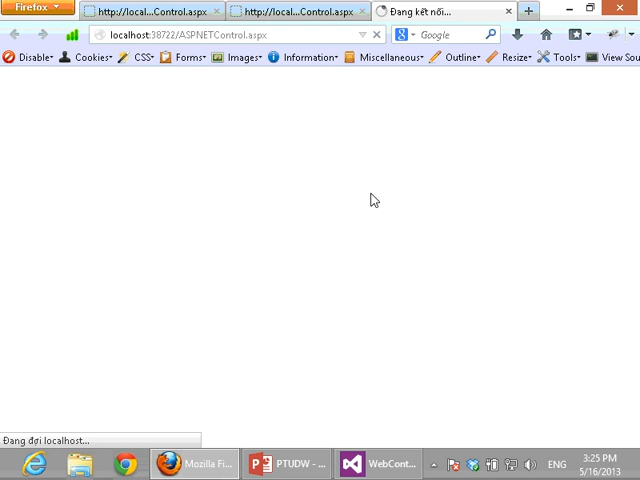 Firefox
http://local...Control.aspx
http://local...Control.aspx
Đang kết nối...
localhost:38722/ASPNETControl.aspx
Google
Disable
Cookies
CSS
Forms
Images
Information
Miscellaneous
Outline
Resize
Tools
View Sou
Đang đợi localhost...
Mozilla Fi...
PTUDW - ...
WebCont...
ENG
3:25 PM
5/16/2013